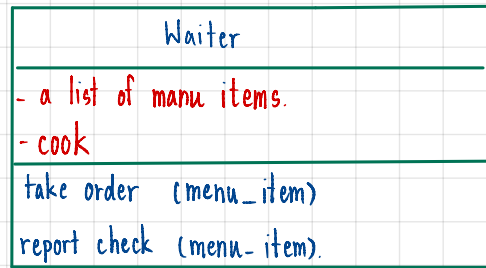 Waiter
- a list of manu items.
- cook
take order (menu_item)
report check (menu_item).